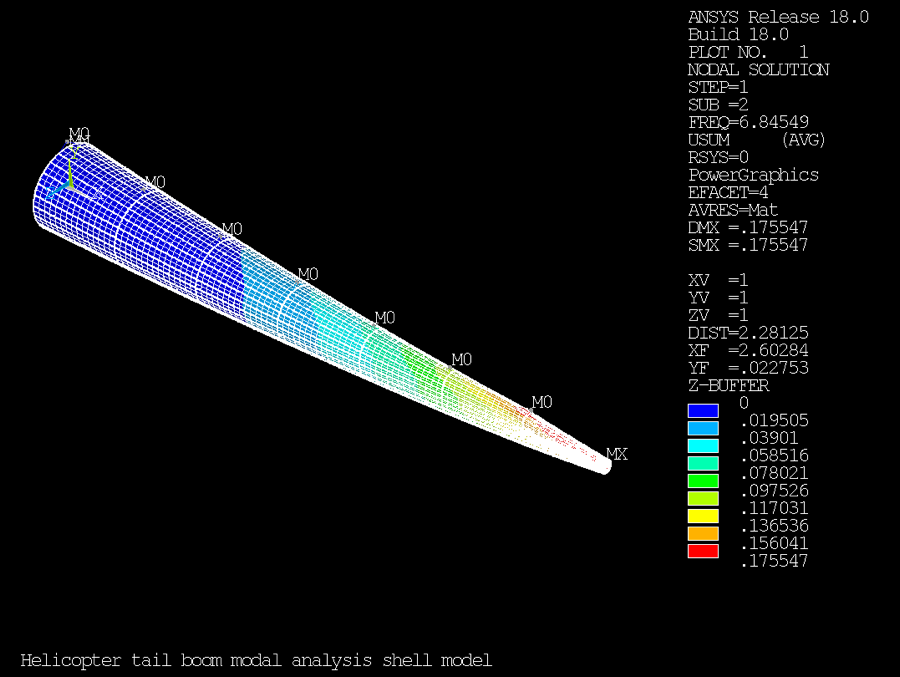 ANSYS Release 18.0
Build 18.0
PLOT NO. 1
NODAL SOLUTION
STEP=1
SUB =2
FREQ=6.84549
USUM (AVG)
RSYS=0
PowerGraphics
EFACET=4
AVRES=Mat
DMX =.175547
SMX =.175547
XV =1
YV =1
ZV =1
DIST=2.28125
XF =2.60284
YF =.022753
Z-BUFFER
0
.019505
.03901
.058516
.078021
.097526
.117031
.136536
.156041
.175547
M0
M0
M0
M0
M0
M0
M0
MX
Helicopter tail boom modal analysis shell model